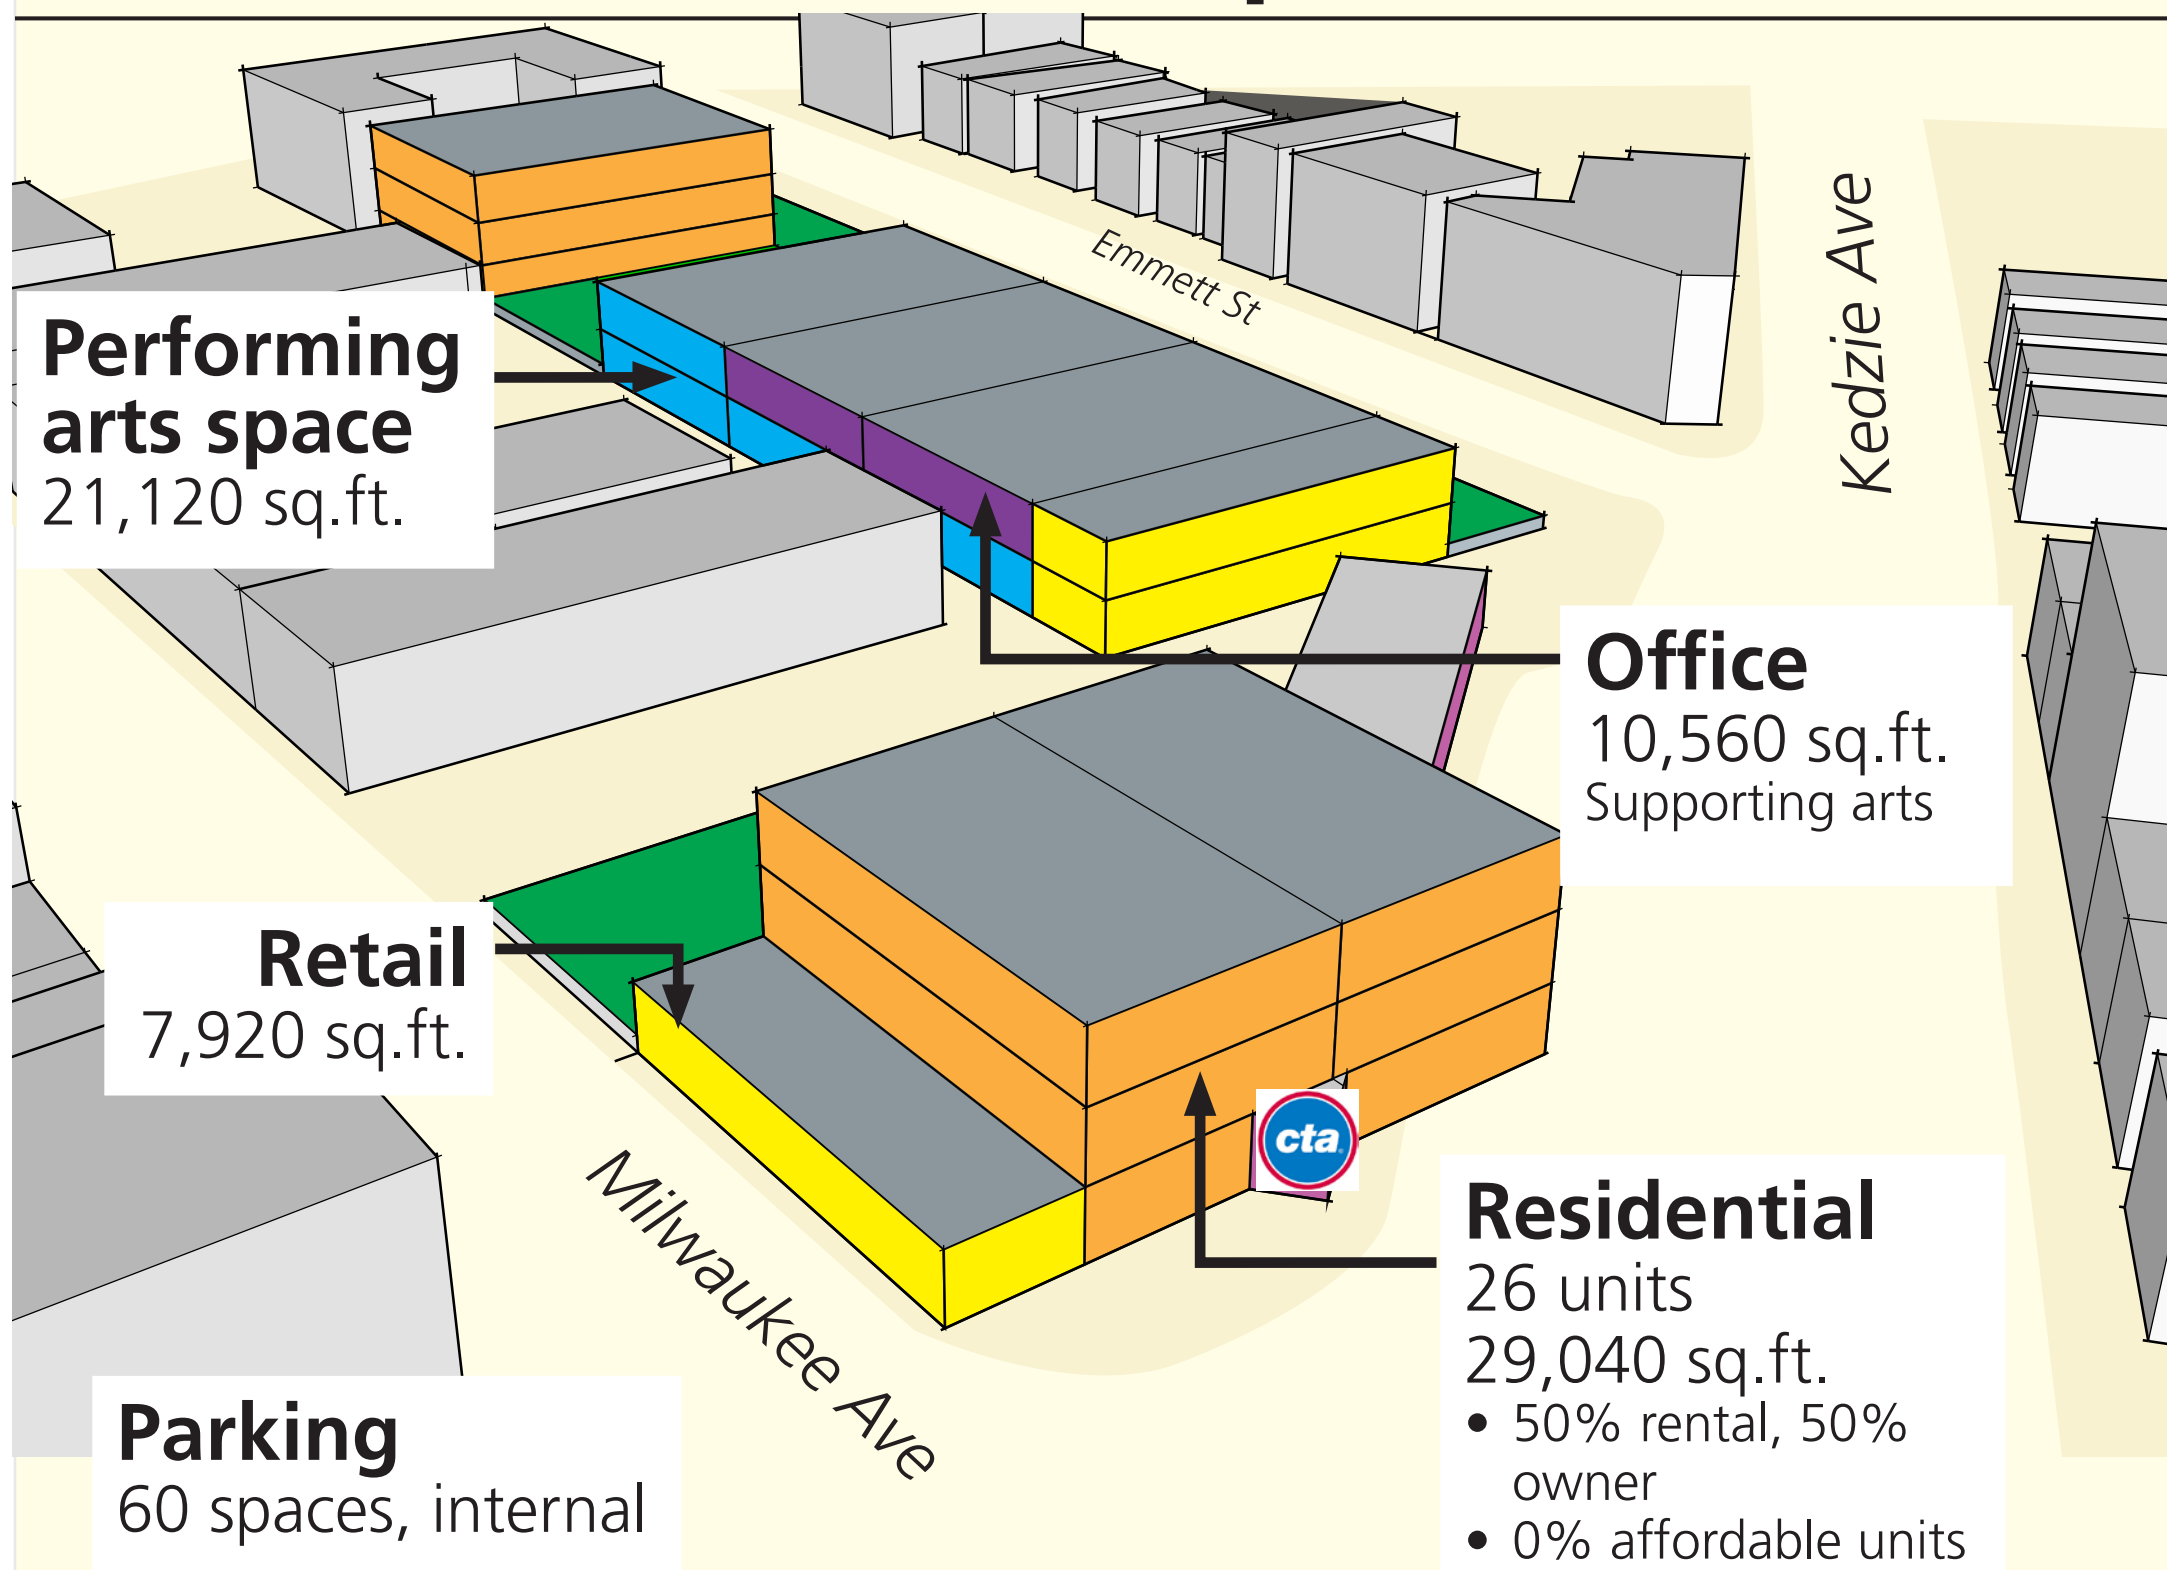 Emmett St
Kedzie Ave
Performing
arts space
21,120 sq.ft.
Office
10,560 sq.ft.
Supporting arts
Retail
7,920 sq.ft.
cta
Milwaukee Ave
Residential
26 units
29,040 sq.ft.
• 50% rental, 50%
owner
• 0% affordable units
Parking
60 spaces, internal